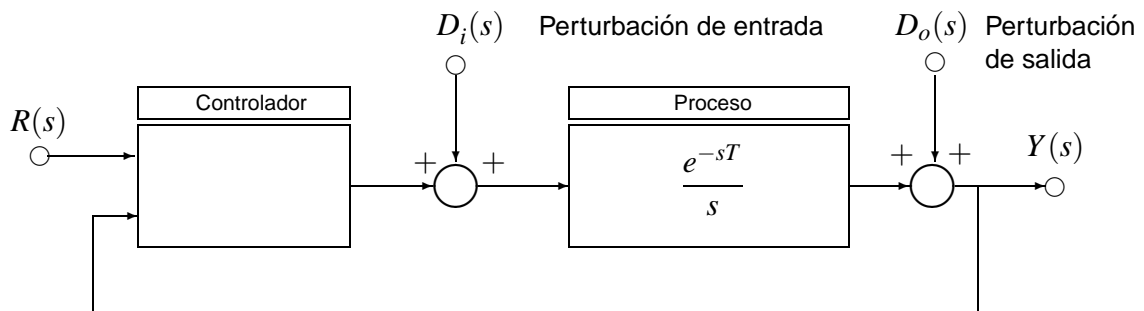 D_i(s) Perturbación de entrada
D_o(s) Perturbación
de salida
Controlador
Proceso
R(s)
+ +
+ +
Y(s)
e^{-sT}
s